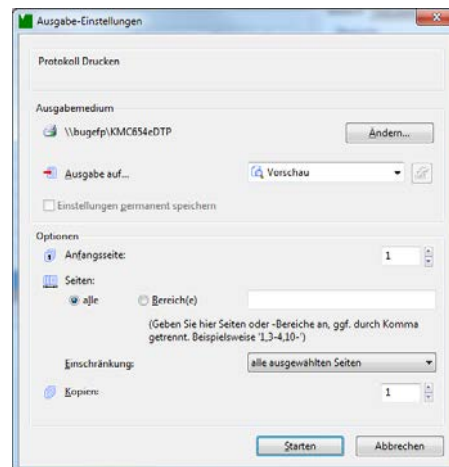 Ausgabe-Einstellungen
Protokoll Drucken
Ausgabemedium
\\bugefp\KMC654eDTP
Ändern...
Ausgabe auf...
Vorschau
Einstellungen permanent speichern
Optionen
Anfangsseite:
1
Seiten:
alle
Bereich(e)
(Geben Sie hier Seiten oder -Bereiche an, ggf. durch Komma
getrennt. Beispielsweise '1,3-4,10-')
Einschränkung:
alle ausgewählten Seiten
Kopien:
1
Starten
Abbrechen